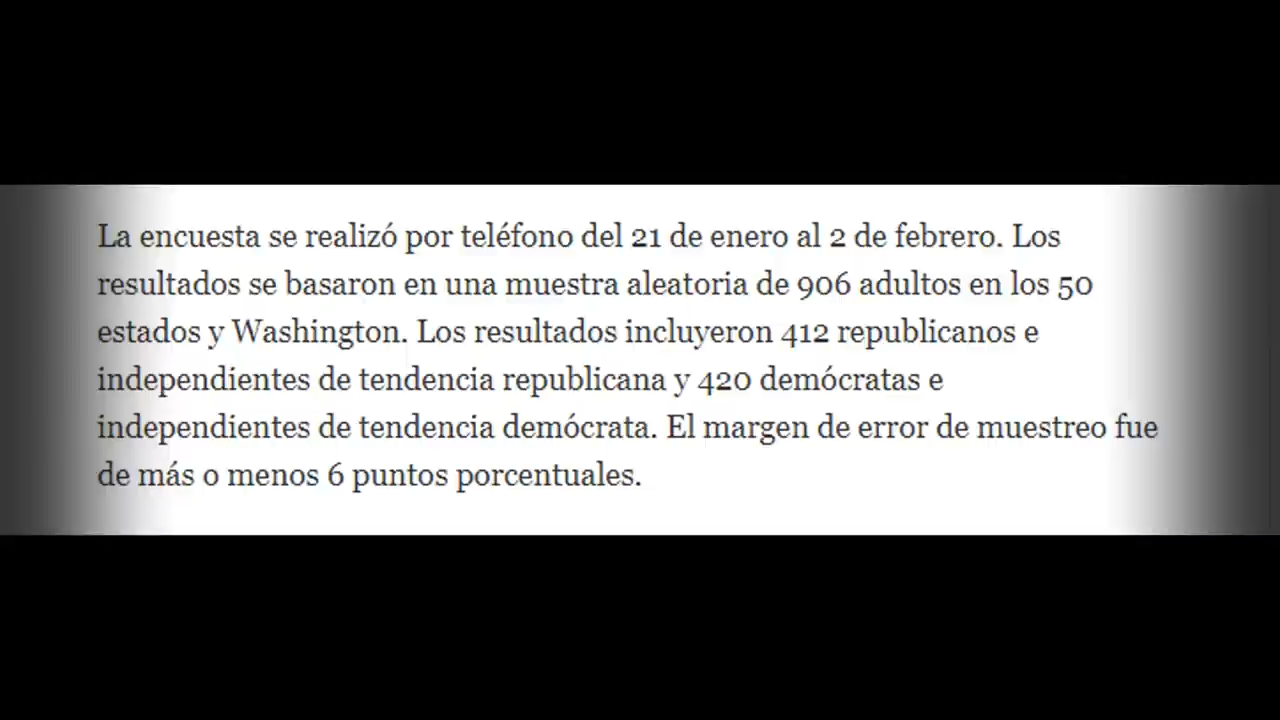 La encuesta se realizó por teléfono del 21 de enero al 2 de febrero. Los
resultados se basaron en una muestra aleatoria de 906 adultos en los 50
estados y Washington. Los resultados incluyeron 412 republicanos e
independientes de tendencia republicana y 420 demócratas e
independientes de tendencia demócrata. El margen de error de muestreo fue
de más o menos 6 puntos porcentuales.